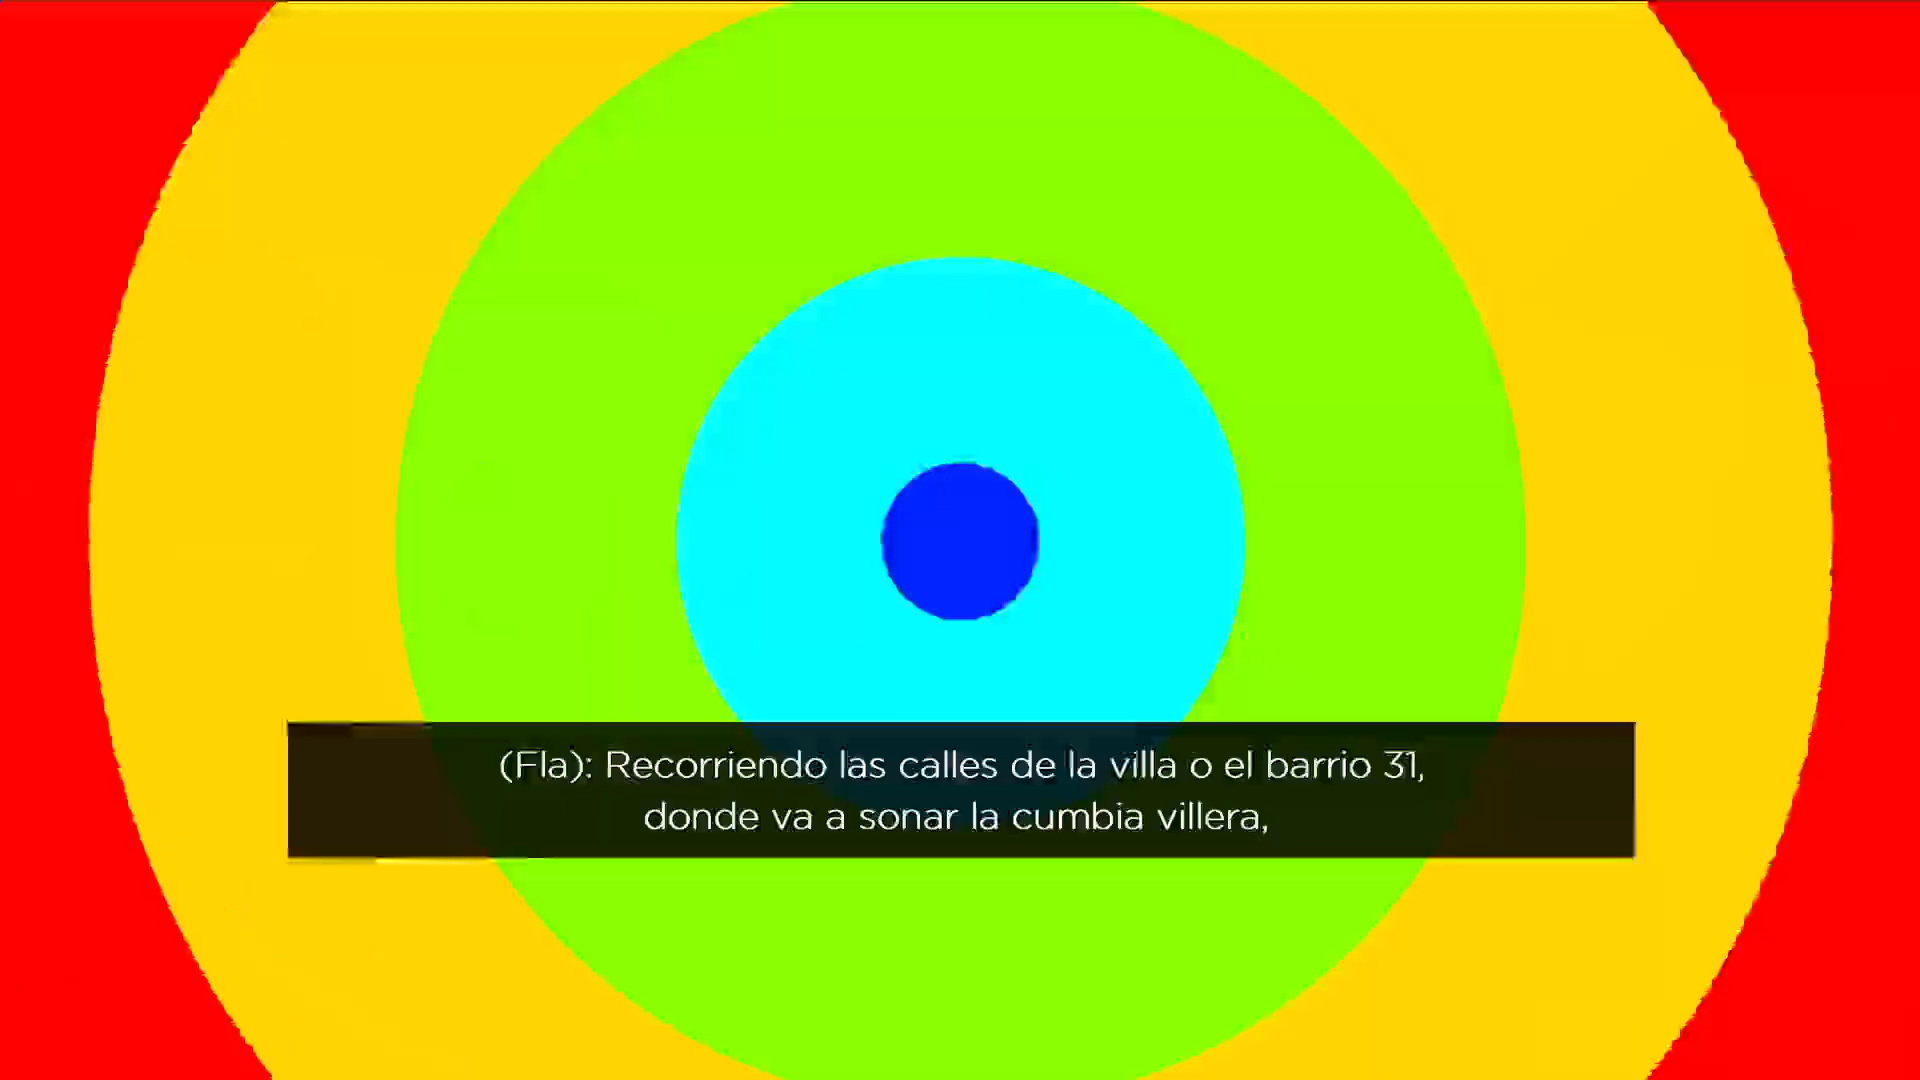 (Fla): Recorriendo las calles de la villa o el barrio 31,
donde va a sonar la cumbia villera,